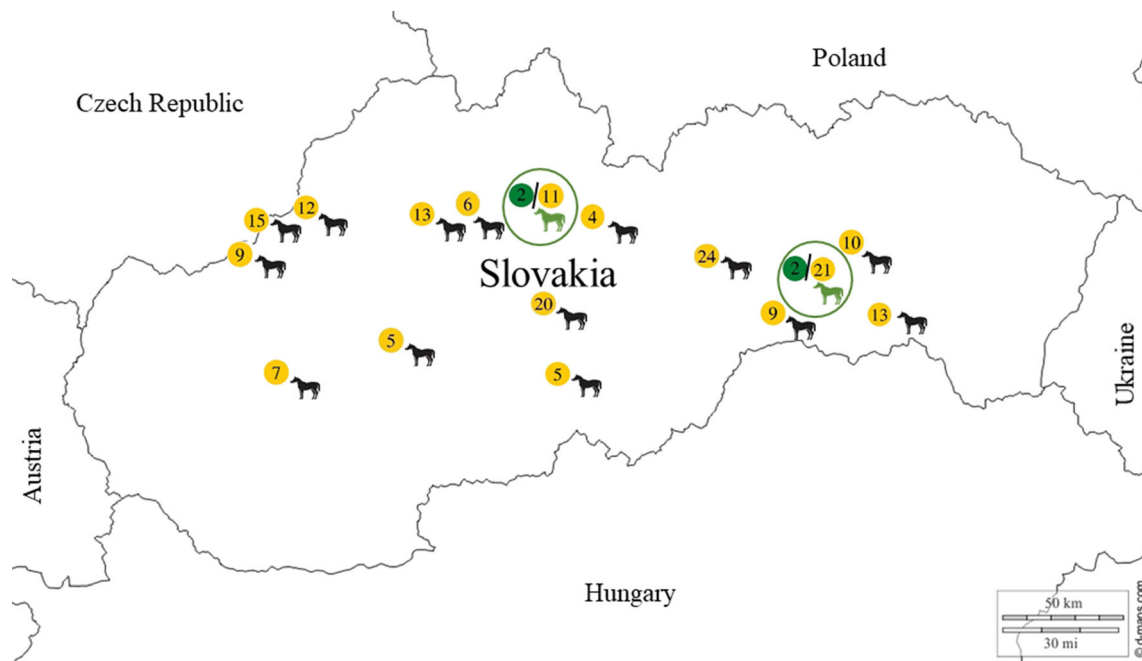 Poland
Czech Republic
2/11
12
6
13
15
4
9
10
24
2/21
Slovakia
20
9
13
5
7
5
Ukraine
Austria
Hungary
50 km
30 mi
© d-maps.com